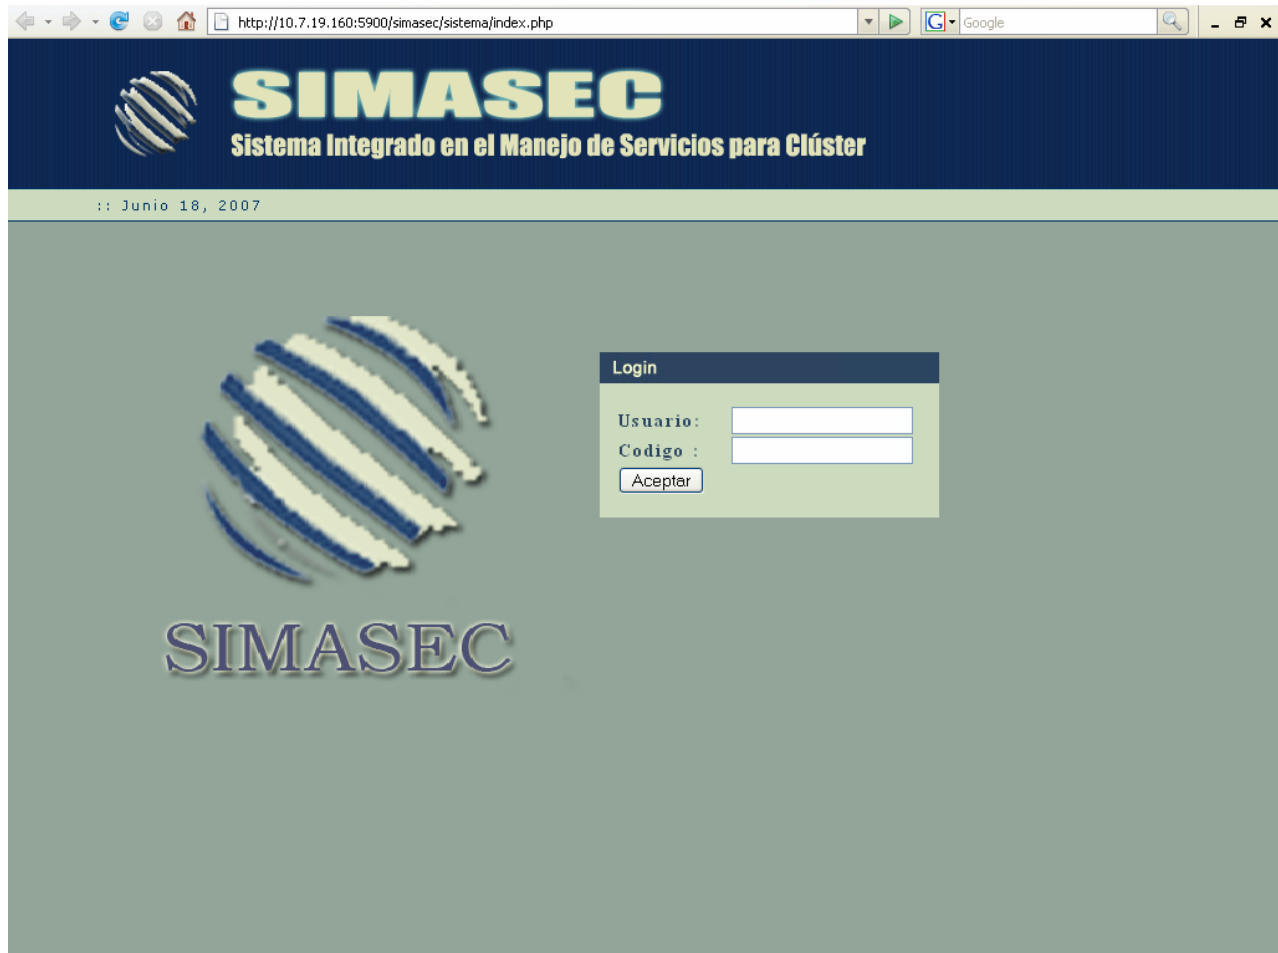 http://10.7.19.160:5900/simasec/sistema/index.php
G Google
SIMASEC
Sistema Integrado en el Manejo de Servicios para Clúster
:: Junio 18, 2007
Login
Usuario:
Codigo :
Aceptar
SIMASEC